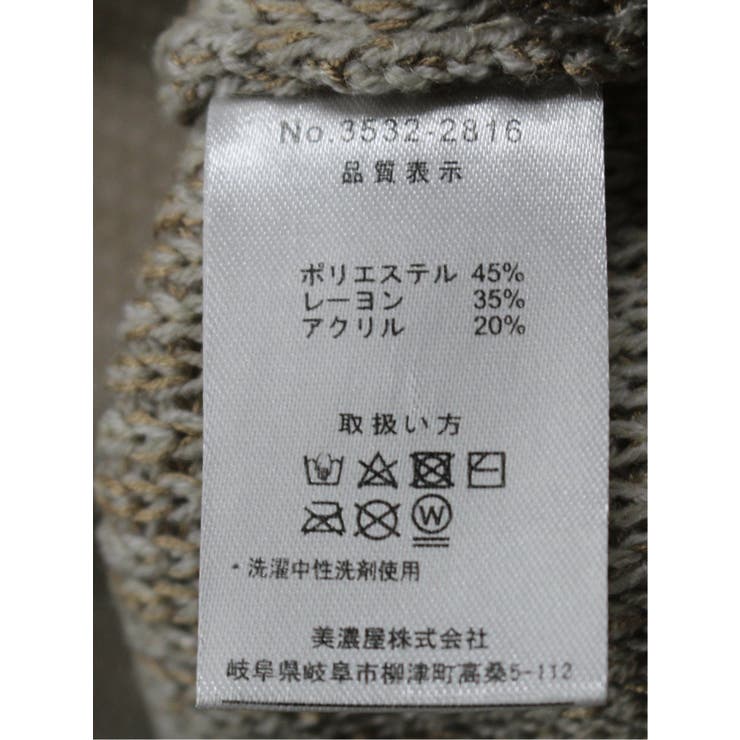 No.3532-2816
品質表示
ポリエステル 45%
レーヨン 35%
アクリル 20%
取扱い方
W
・洗濯中性洗剤使用
美濃屋株式会社
岐阜県岐阜市柳津町高桑5-112